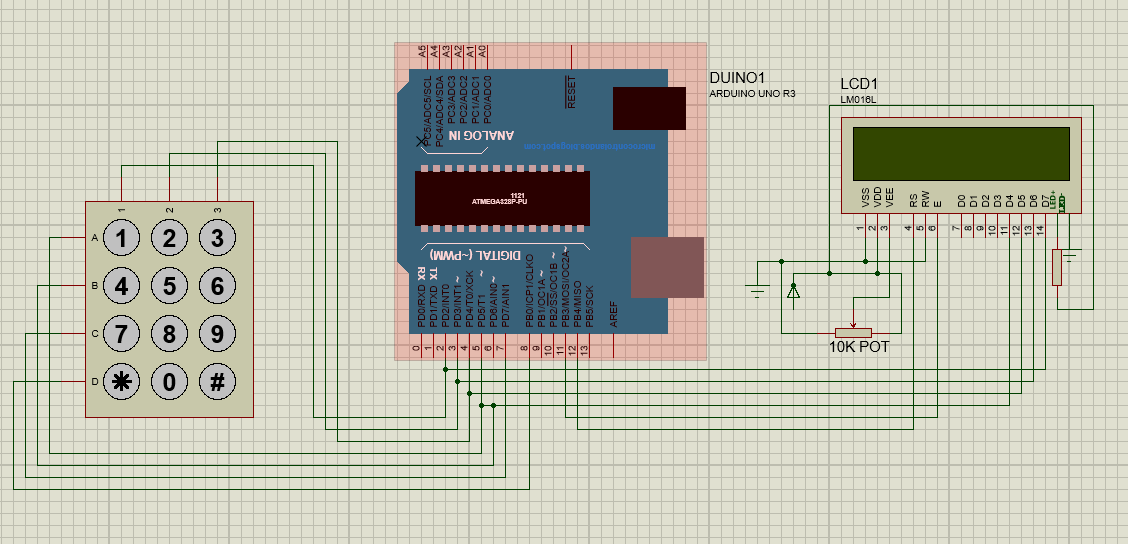 DUINO1
ARDUINO UNO R3
LCD1
LM016L
A5 A4 A3 A2 A1 A0
RESET
PC5/ADC5/SCL
PC4/ADC4/SDA
PC3/ADC3
PC2/ADC2
PC1/ADC1
PC0/ADC0
ANALOG IN
microcontrolandos.blogspot.com
1121
ATMEGA328P-PU
DIGITAL (~PWM)
RX
TX
~ ~ ~ ~ ~ ~
PD0/RXD
PD1/TXD
PD2/INT0
PD3/INT1
PD4/T0/XCK
PD5/T1
PD6/AIN0
PD7/AIN1
PB0/ICP1/CLKO
PB1/OC1A
PB2/SS/OC1B
PB3/MOSI/OC2A
PB4/MISO
PB5/SCK
AREF
0 1 2 3 4 5 6 7 8 9 10 11 12 13
1 2 3
A 1 2 3
B 4 5 6
C 7 8 9
D * 0 #
VSS VDD VEE RS RW E D0 D1 D2 D3 D4 D5 D6 D7 LED+
1 2 3 4 5 6 7 8 9 10 11 12 13 14
10K POT